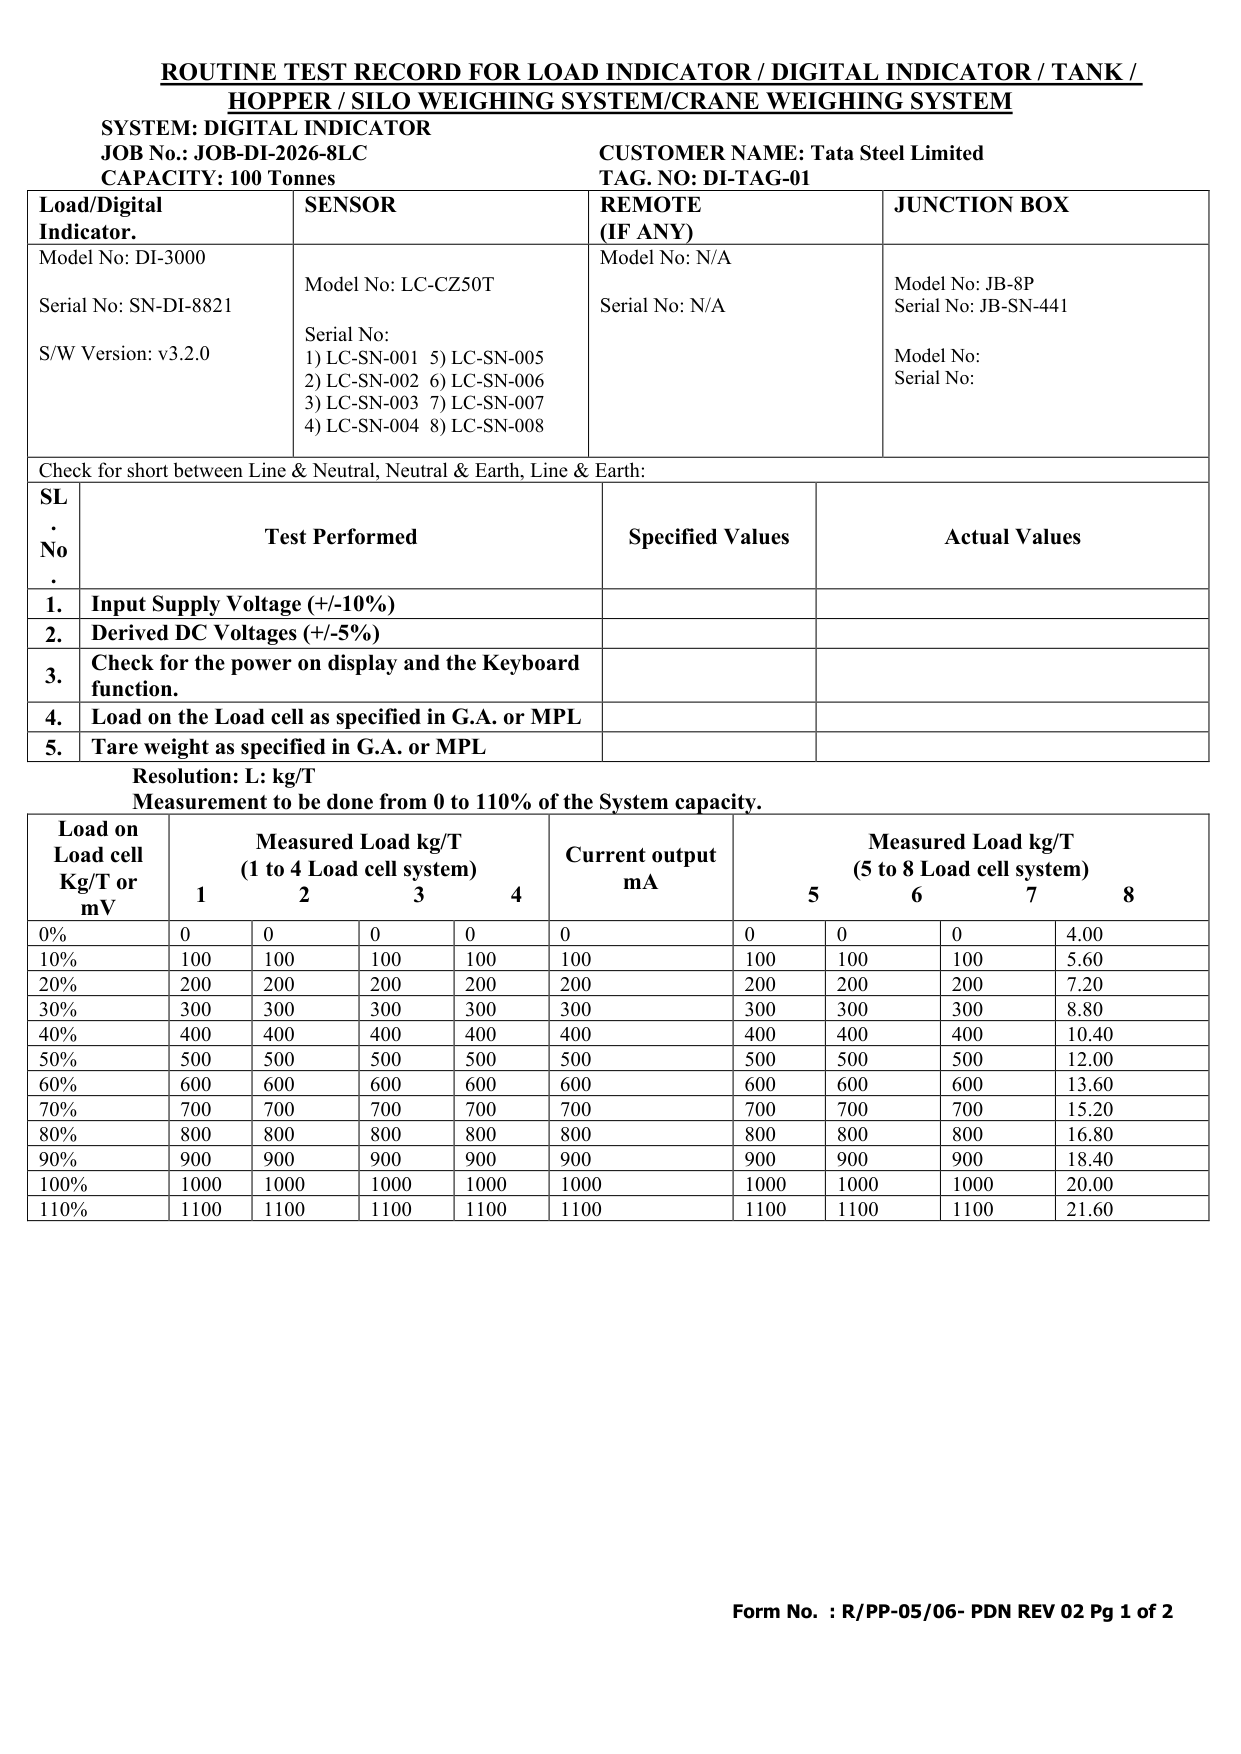 ROUTINE TEST RECORD FOR LOAD INDICATOR / DIGITAL INDICATOR / TANK /
HOPPER / SILO WEIGHING SYSTEM/CRANE WEIGHING SYSTEM
SYSTEM: DIGITAL INDICATOR
JOB No.: JOB-DI-2026-8LC CUSTOMER NAME: Tata Steel Limited
CAPACITY: 100 Tonnes TAG. NO: DI-TAG-01
Load/Digital
Indicator.
SENSOR
REMOTE
(IF ANY)
JUNCTION BOX
Model No: DI-3000
Serial No: SN-DI-8821
S/W Version: v3.2.0
Model No: LC-CZ50T
Serial No:
1) LC-SN-001 5) LC-SN-005
2) LC-SN-002 6) LC-SN-006
3) LC-SN-003 7) LC-SN-007
4) LC-SN-004 8) LC-SN-008
Model No: N/A
Serial No: N/A
Model No: JB-8P
Serial No: JB-SN-441
Model No:
Serial No:
Check for short between Line & Neutral, Neutral & Earth, Line & Earth:
SL
.
No
.
Test Performed
Specified Values
Actual Values
1. Input Supply Voltage (+/-10%)
2. Derived DC Voltages (+/-5%)
3. Check for the power on display and the Keyboard
function.
4. Load on the Load cell as specified in G.A. or MPL
5. Tare weight as specified in G.A. or MPL
Resolution: L: kg/T
Measurement to be done from 0 to 110% of the System capacity.
Load on
Load cell
Kg/T or
mV
Measured Load kg/T
(1 to 4 Load cell system)
1 2 3 4
Current output
mA
Measured Load kg/T
(5 to 8 Load cell system)
5 6 7 8
0% 0 0 0 0 0 0 0 0 4.00
10% 100 100 100 100 100 100 100 100 5.60
20% 200 200 200 200 200 200 200 200 7.20
30% 300 300 300 300 300 300 300 300 8.80
40% 400 400 400 400 400 400 400 400 10.40
50% 500 500 500 500 500 500 500 500 12.00
60% 600 600 600 600 600 600 600 600 13.60
70% 700 700 700 700 700 700 700 700 15.20
80% 800 800 800 800 800 800 800 800 16.80
90% 900 900 900 900 900 900 900 900 18.40
100% 1000 1000 1000 1000 1000 1000 1000 1000 20.00
110% 1100 1100 1100 1100 1100 1100 1100 1100 21.60
Form No. : R/PP-05/06- PDN REV 02 Pg 1 of 2